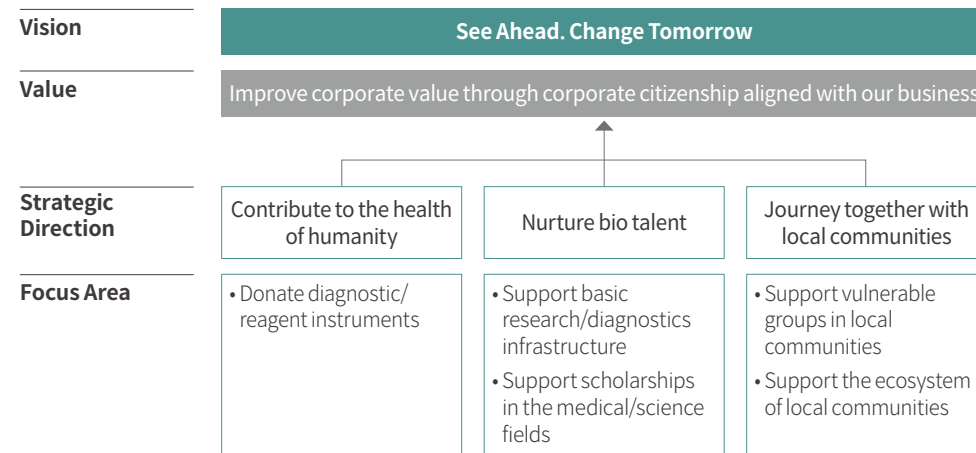 Vision
See Ahead. Change Tomorrow
Value
Improve corporate value through corporate citizenship aligned with our business
Strategic
Direction
Contribute to the health
of humanity
Nurture bio talent
Journey together with
local communities
Focus Area
• Donate diagnostic/
reagent instruments
• Support basic
research/diagnostics
infrastructure
• Support scholarships
in the medical/science
fields
• Support vulnerable
groups in local
communities
• Support the ecosystem
of local communities